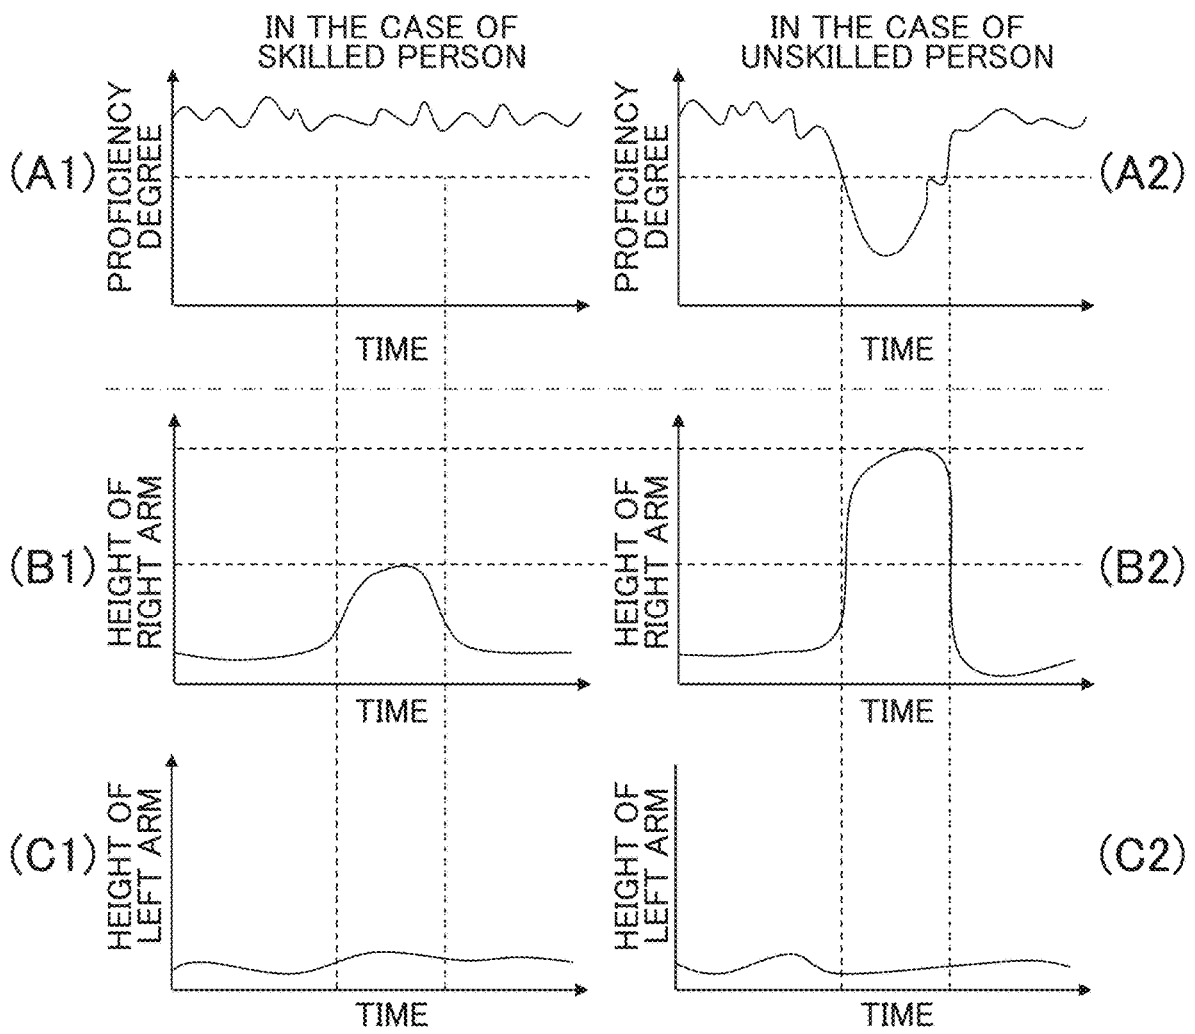 IN THE CASE OF
SKILLED PERSON
IN THE CASE OF
UNSKILLED PERSON
(A1)
PROFICIENCY
DEGREE
TIME
PROFICIENCY
DEGREE
TIME
(A2)
(B1)
HEIGHT OF
RIGHT ARM
TIME
HEIGHT OF
RIGHT ARM
TIME
(B2)
(C1)
HEIGHT OF
LEFT ARM
TIME
HEIGHT OF
LEFT ARM
TIME
(C2)